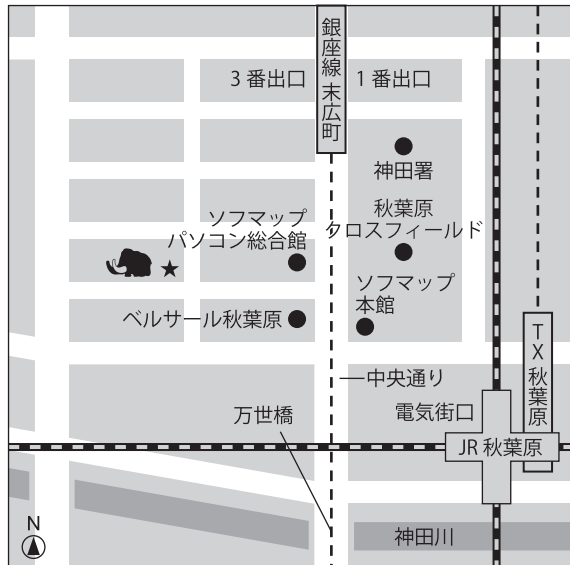 銀座線 末広町
3番出口
1番出口
神田署
秋葉原
クロスフィールド
ソフマップ
パソコン総合館
ソフマップ
本館
ベルサール秋葉原
中央通り
TX秋葉原
電気街口
万世橋
JR 秋葉原
神田川
N